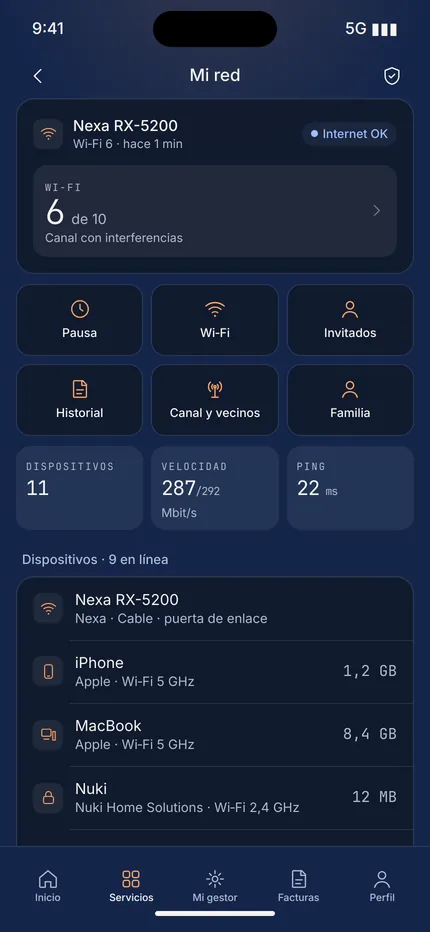 9:41
5G
Mi red
Nexa RX-5200
Wi-Fi 6 · hace 1 min
Internet OK
WI-FI
6 de 10
Canal con interferencias
Pausa
Wi-Fi
Invitados
Historial
Canal y vecinos
Familia
DISPOSITIVOS
11
VELOCIDAD
287/292
Mbit/s
PING
22 ms
Dispositivos · 9 en línea
Nexa RX-5200
Nexa · Cable · puerta de enlace
iPhone
Apple · Wi-Fi 5 GHz
1,2 GB
MacBook
Apple · Wi-Fi 5 GHz
8,4 GB
Nuki
Nuki Home Solutions · Wi-Fi 2,4 GHz
12 MB
Inicio
Servicios
Mi gestor
Facturas
Perfil